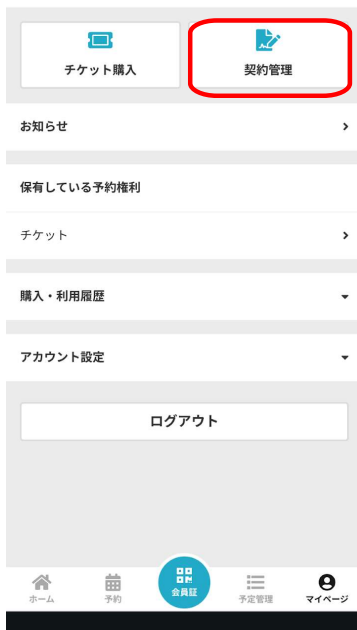 チケット購入
契約管理
お知らせ
保有している予約権利
チケット
購入・利用履歴
アカウント設定
ログアウト
ホーム
予約
会員証
予定管理
マイページ